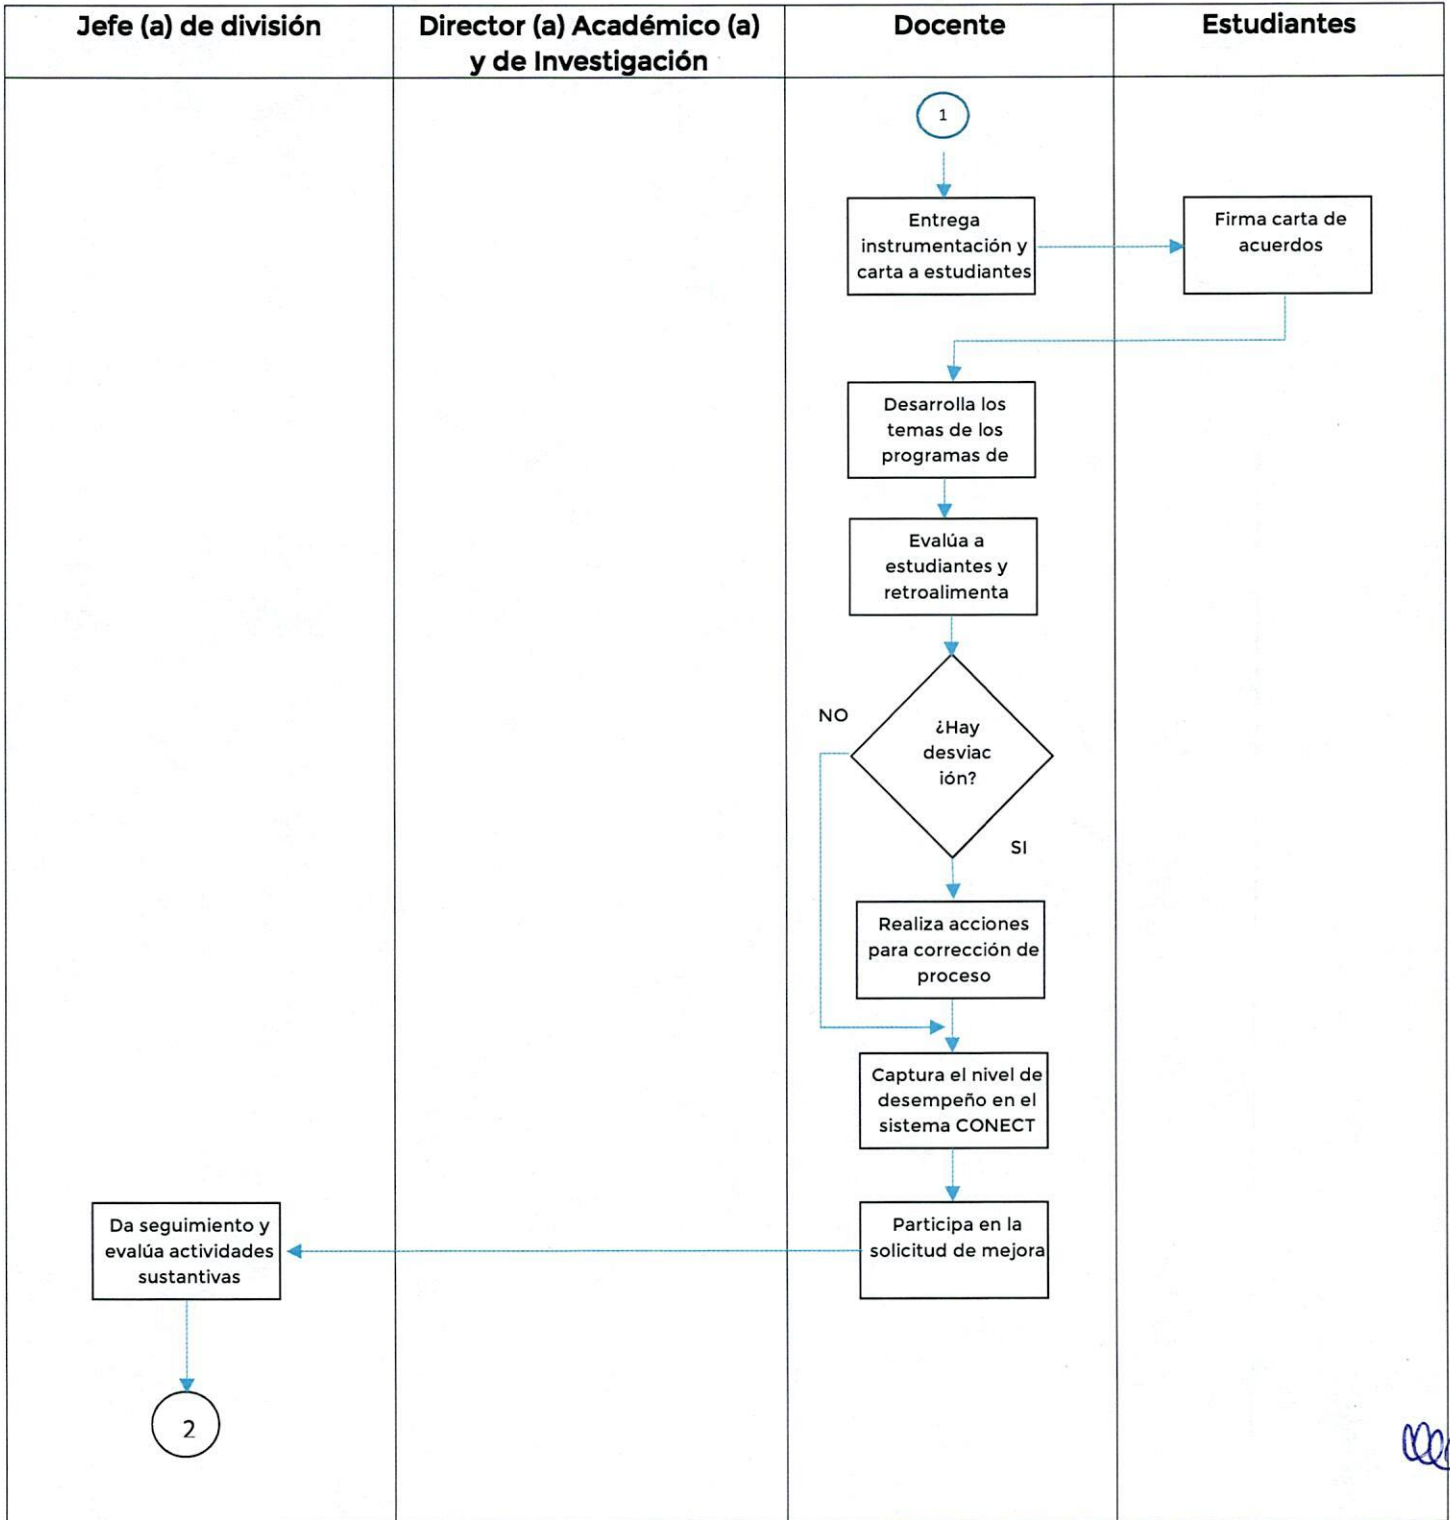 Jefe (a) de división
Director (a) Académico (a)
y de Investigación
Docente
Estudiantes
1
Entrega
instrumentación y
carta a estudiantes
Firma carta de
acuerdos
Desarrolla los
temas de los
programas de
Evalúa a
estudiantes y
retroalimenta
NO
¿Hay
desviac
ión?
SI
Realiza acciones
para corrección de
proceso
Captura el nivel de
desempeño en el
sistema CONECT
Participa en la
solicitud de mejora
Da seguimiento y
evalúa actividades
sustantivas
2